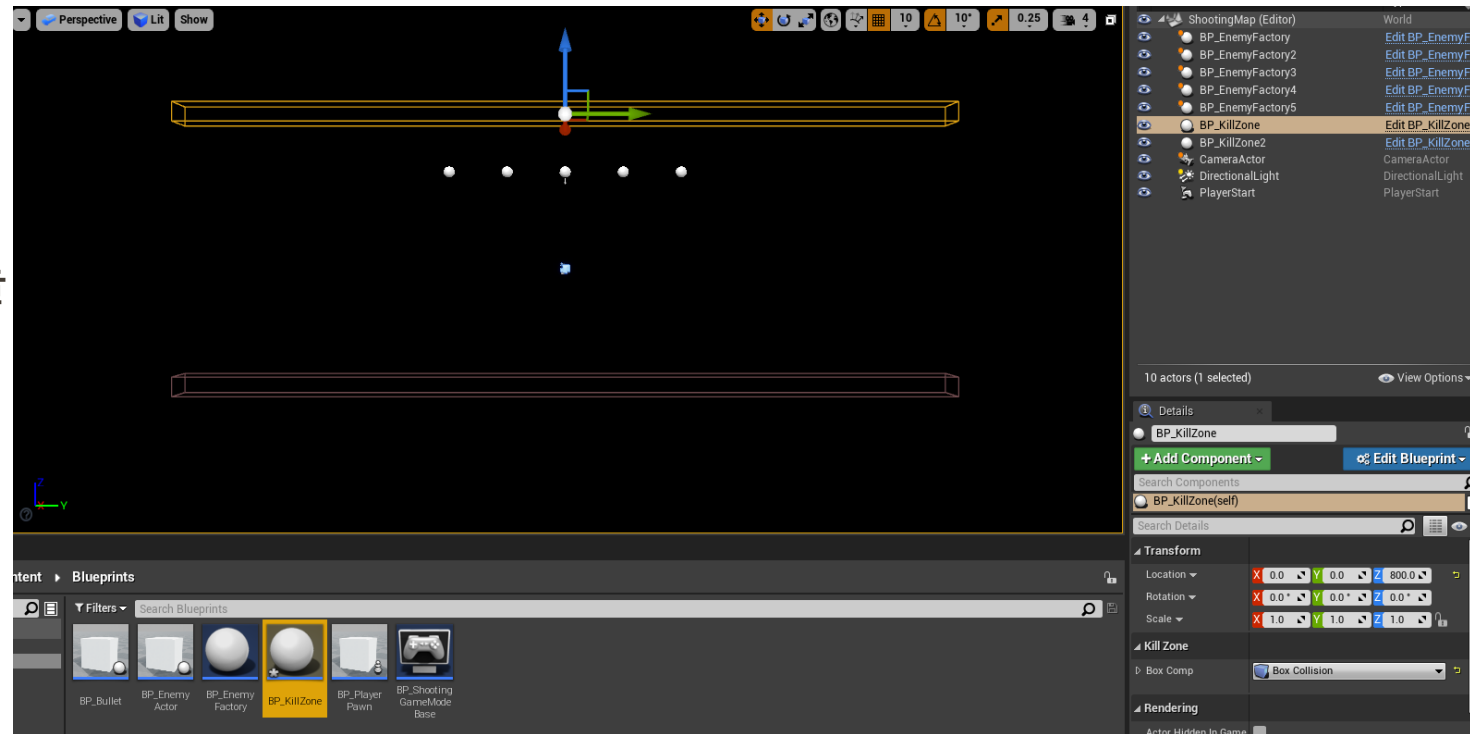 Perspective Lit Show 10 10° 0.25 4
ShootingMap (Editor) World
BP_EnemyFactory Edit BP_EnemyF
BP_EnemyFactory2 Edit BP_EnemyF
BP_EnemyFactory3 Edit BP_EnemyF
BP_EnemyFactory4 Edit BP_EnemyF
BP_EnemyFactory5 Edit BP_EnemyF
BP_KillZone Edit BP_KillZone
BP_KillZone2 Edit BP_KillZone
CameraActor CameraActor
DirectionalLight DirectionalLight
PlayerStart PlayerStart
10 actors (1 selected) View Options
Details
BP_KillZone
+Add Component Edit Blueprint
Search Components
BP_KillZone(self)
Search Details
Transform
Location X 0.0 Y 0.0 Z 800.0
Rotation X 0.0° Y 0.0° Z 0.0°
Scale X 1.0 Y 1.0 Z 1.0
Kill Zone
Box Comp Box Collision
Rendering
Actor Hidden In Game
Z
X Y
ntent Blueprints
Filters Search Blueprints
BP_Bullet
BP_Enemy
Actor
BP_Enemy
Factory
BP_KillZone
BP_Player
Pawn
BP_Shooting
GameMode
Base